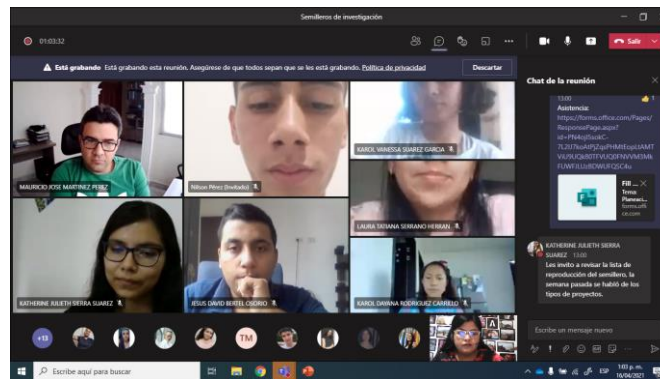 Semilleros de investigación
01:03:32
Salir
Está grabando Está grabando esta reunión. Asegúrese de que todos sepan que se les está grabando. Política de privacidad
Descartar
MAURICIO JOSE MARTINEZ PEREZ
Nilson Pérez (Invitado)
KAROL VANESSA SUAREZ GARCIA
LAURA TATIANA SERRANO HERRAN
KATHERINE JULIETH SIERRA SUAREZ
JESUS DAVID BERTEL OSORIO
KAROL DAYANA RODRIGUEZ CARRILLO
+13
TM
A
Chat de la reunión
13:00
1
Asistencia:
https://forms.office.com/Pages/
ResponsePage.aspx?
Fill ...
Tema
Planeaci...
forms.offi
ce.com
KATHERINE JULIETH SIERRA
SUAREZ 13:00
Les invito a revisar la lista de
reproducción del semillero, la
semana pasada se habló de los
tipos de proyectos.
Escribe un mensaje nuevo
Escribe aquí para buscar
ESP
1:03 p. m.
16/04/2021